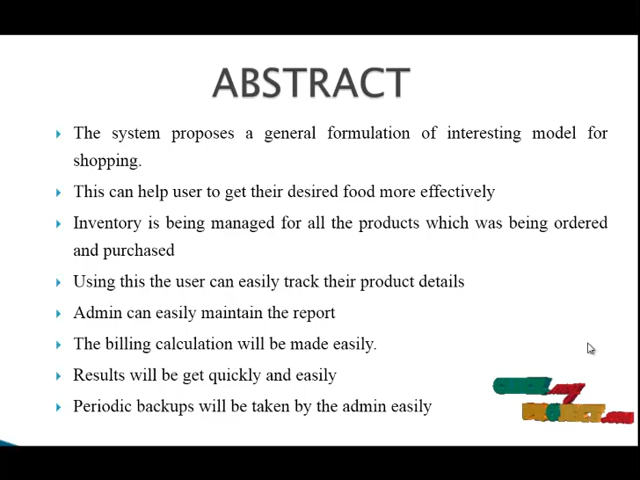 ABSTRACT
The system proposes a general formulation of interesting model for
shopping.
This can help user to get their desired food more effectively
Inventory is being managed for all the products which was being ordered
and purchased
Using this the user can easily track their product details
Admin can easily maintain the report
The billing calculation will be made easily.
Results will be get quickly and easily
Periodic backups will be taken by the admin easily